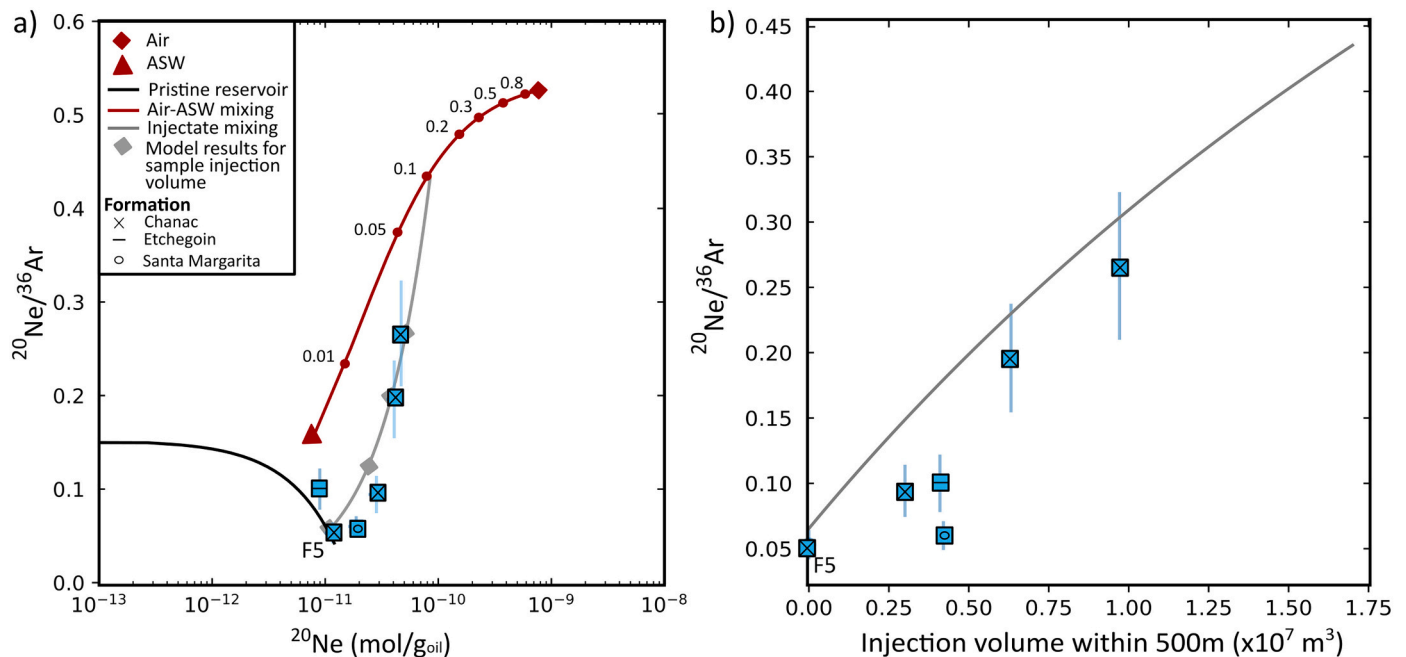 a)
0.6
0.5
0.4
0.3
0.2
0.1
0.0
²⁰Ne/³⁶Ar
Air
ASW
Pristine reservoir
Air-ASW mixing
Injectate mixing
Model results for
sample injection
volume
Formation
Chanac
Etchegoin
Santa Margarita
0.8
0.5
0.3
0.2
0.1
0.05
0.01
F5
10⁻¹³
10⁻¹²
10⁻¹¹
10⁻¹⁰
10⁻⁹
10⁻⁸
²⁰Ne (mol/gₒᵢₗ)
b)
0.45
0.40
0.35
0.30
0.25
0.20
0.15
0.10
0.05
²⁰Ne/³⁶Ar
F5
0.00
0.25
0.50
0.75
1.00
1.25
1.50
1.75
Injection volume within 500m (x10⁷ m³)